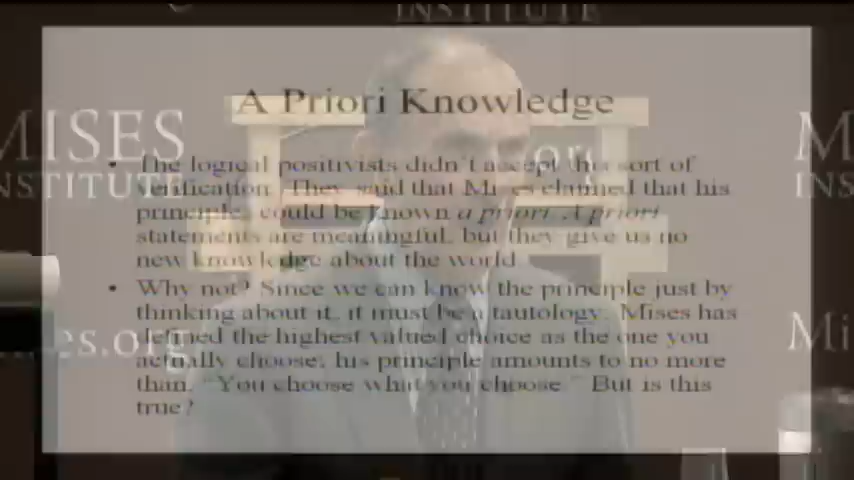 INSTITUTE
A Priori Knowledge
MISES
INSTITUTE
• The logical positivists didn't accept this sort of
verification. They said that Mises claimed that his
principles could be known a priori. A priori
statements are meaningful, but they give us no
new knowledge about the world
• Why not? Since we can know the principle just by
thinking about it, it must be a tautology. Mises has
defined the highest valued choice as the one you
actually choose; his principle amounts to no more
than, "You choose what you choose." But is this
true?